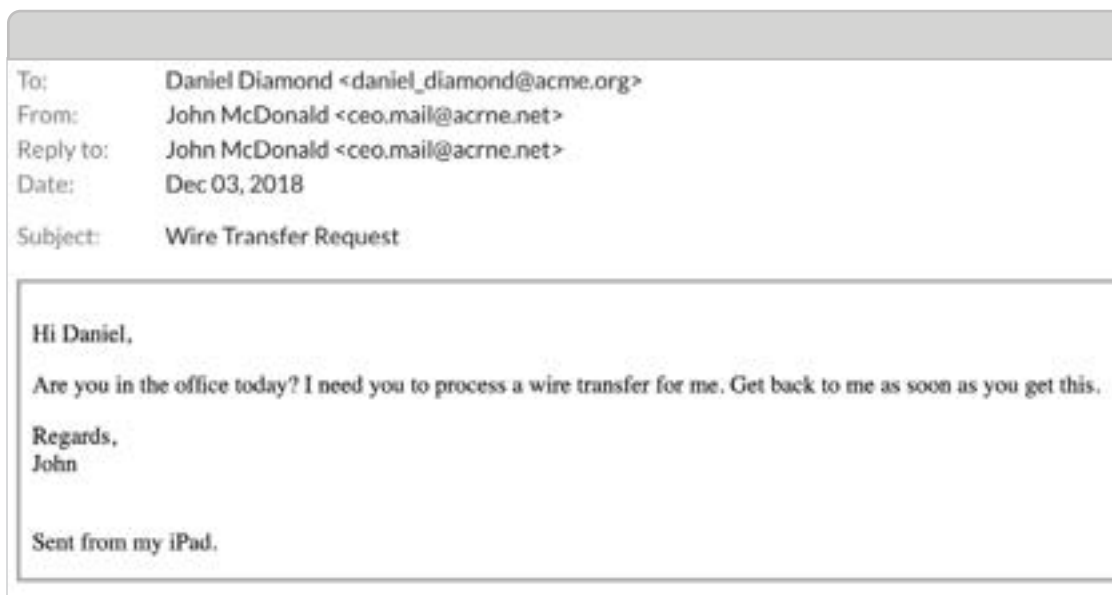 To: Daniel Diamond <daniel_diamond@acme.org>
From: John McDonald <ceo.mail@acrne.net>
Reply to: John McDonald <ceo.mail@acrne.net>
Date: Dec 03, 2018
Subject: Wire Transfer Request
Hi Daniel,
Are you in the office today? I need you to process a wire transfer for me. Get back to me as soon as you get this.
Regards,
John
Sent from my iPad.